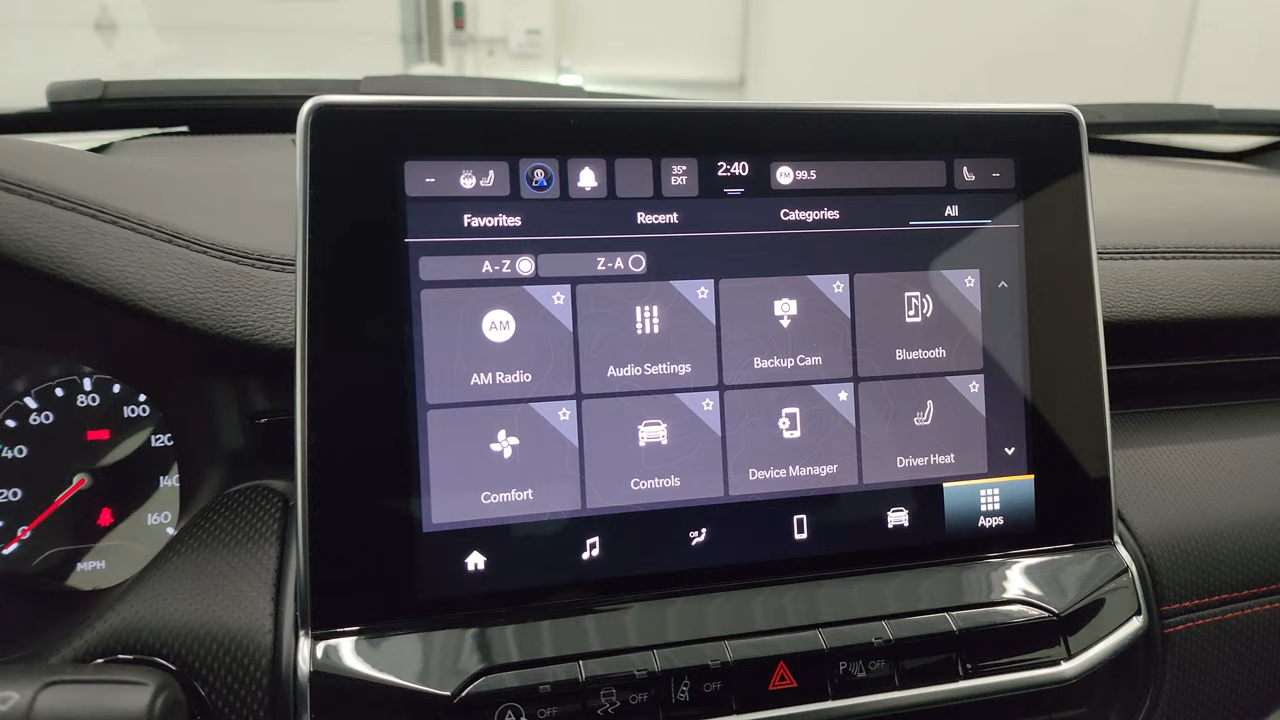 --
35°
EXT
2:40
FM 99.5
--
Favorites
Recent
Categories
All
A - Z
Z - A
AM
AM Radio
Audio Settings
Backup Cam
Bluetooth
Comfort
Controls
Device Manager
Driver Heat
Off
Apps
20
40
60
80
100
120
140
160
MPH
A OFF
OFF
OFF
P OFF